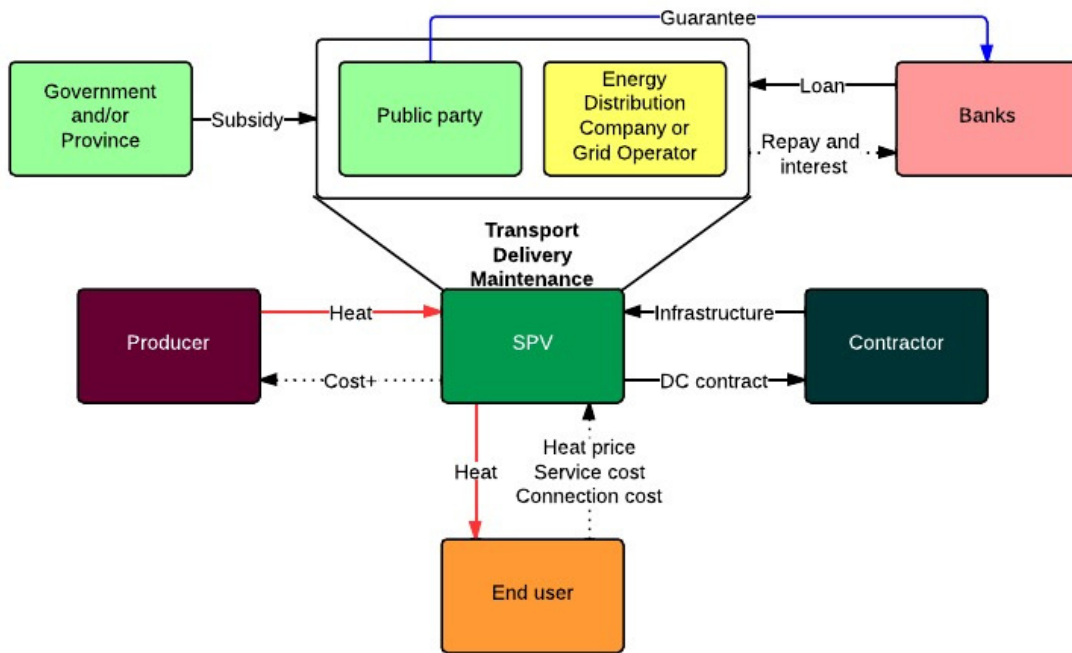 Guarantee
Government
and/or
Province
Subsidy
Public party
Energy
Distribution
Company or
Grid Operator
Loan
Repay and
interest
Banks
Transport
Delivery
Maintenance
Producer
Heat
Cost+
SPV
Infrastructure
DC contract
Contractor
Heat
Heat price
Service cost
Connection cost
End user